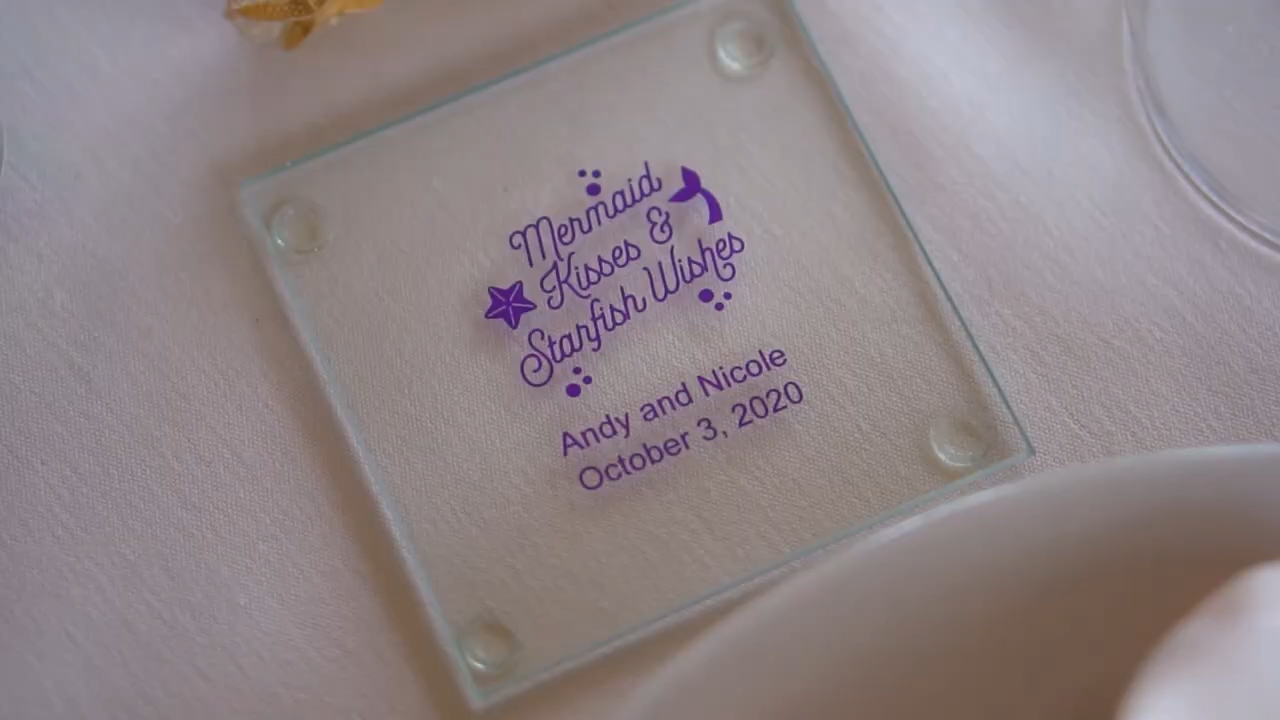 Mermaid
Kisses &
Starfish Wishes
Andy and Nicole
October 3, 2020